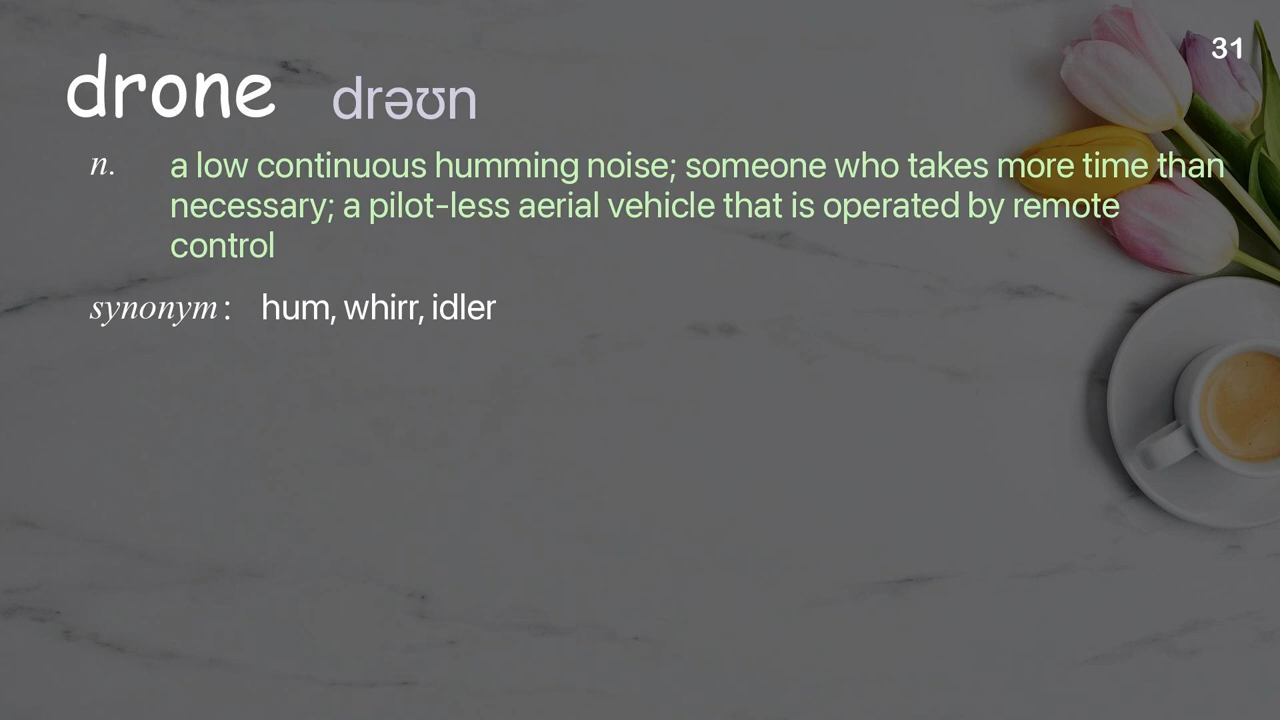 31
drone drəʊn
n. a low continuous humming noise; someone who takes more time than
necessary; a pilot-less aerial vehicle that is operated by remote
control
synonym: hum, whirr, idler